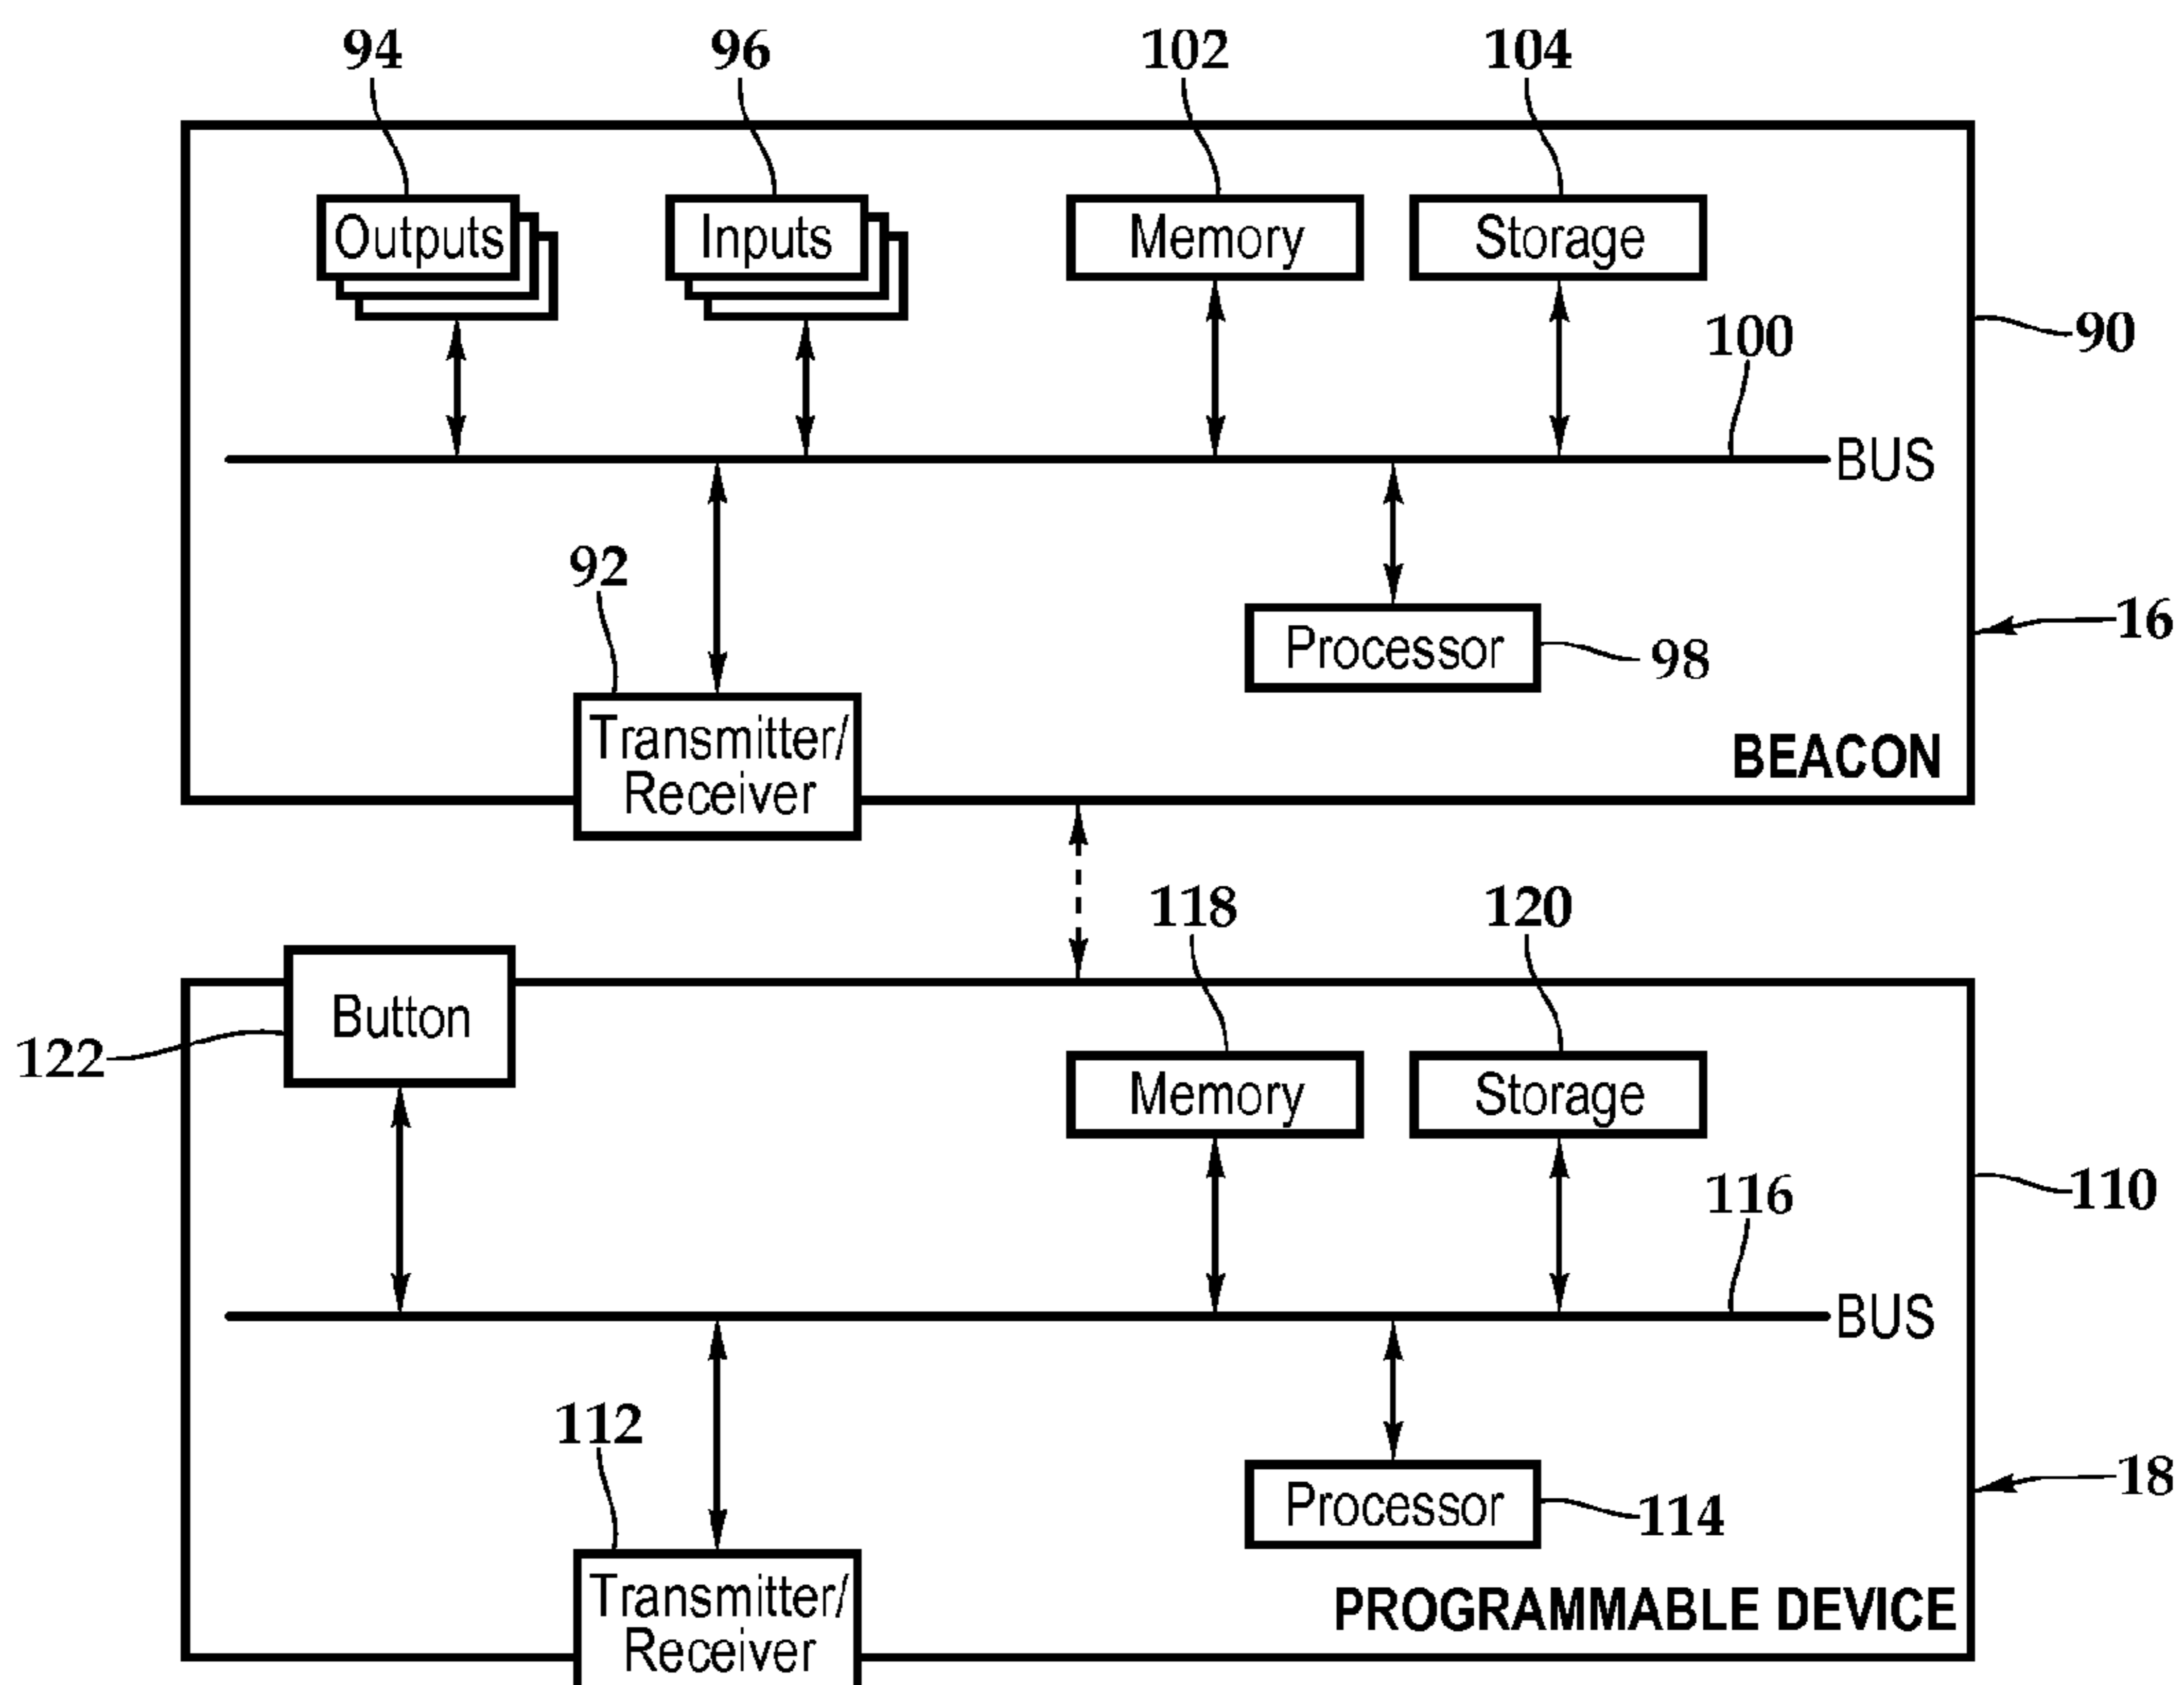 94
96
102
104
Outputs
Inputs
Memory
Storage
100
90
BUS
92
16
Processor
98
Transmitter/
Receiver
BEACON
118
120
Button
122
Memory
Storage
116
110
BUS
112
18
Processor
114
Transmitter/
Receiver
PROGRAMMABLE DEVICE